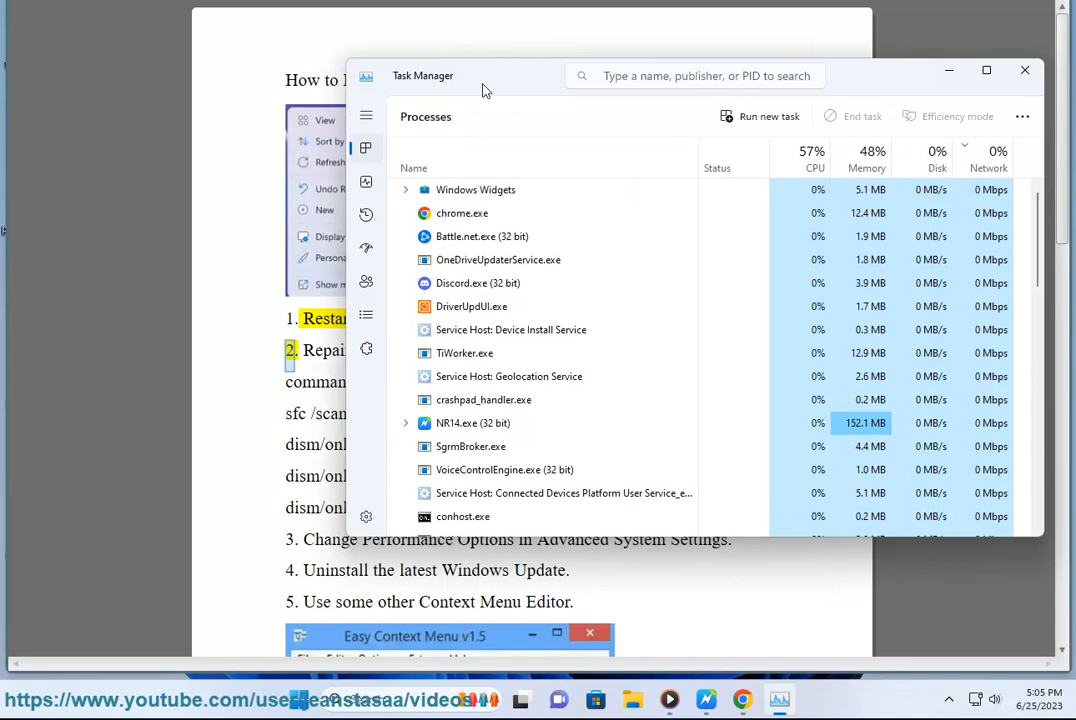 How to
Task Manager
Type a name, publisher, or PID to search
Processes
Run new task
End task
Efficiency mode
Name
Status
57% CPU
48% Memory
0% Disk
0% Network
Windows Widgets 0% 5.1 MB 0 MB/s 0 Mbps
chrome.exe 0% 12.4 MB 0 MB/s 0 Mbps
Battle.net.exe (32 bit) 0% 1.9 MB 0 MB/s 0 Mbps
OneDriveUpdaterService.exe 0% 1.8 MB 0 MB/s 0 Mbps
Discord.exe (32 bit) 0% 3.9 MB 0 MB/s 0 Mbps
DriverUpdUI.exe 0% 1.7 MB 0 MB/s 0 Mbps
Service Host: Device Install Service 0% 0.3 MB 0 MB/s 0 Mbps
TiWorker.exe 0% 12.9 MB 0 MB/s 0 Mbps
Service Host: Geolocation Service 0% 2.6 MB 0 MB/s 0 Mbps
crashpad_handler.exe 0% 0.2 MB 0 MB/s 0 Mbps
NR14.exe (32 bit) 0% 152.1 MB 0 MB/s 0 Mbps
SgrmBroker.exe 0% 4.4 MB 0 MB/s 0 Mbps
VoiceControlEngine.exe (32 bit) 0% 1.0 MB 0 MB/s 0 Mbps
Service Host: Connected Devices Platform User Service_e... 0% 5.1 MB 0 MB/s 0 Mbps
conhost.exe 0% 0.2 MB 0 MB/s 0 Mbps
View
Sort by
Refresh
Undo R
New
Display
Persona
Show m
1. Restar
2. Repai
comman
sfc /scan
dism/onl
dism/onl
dism/onl
3. Change Performance Options in Advanced System Settings.
4. Uninstall the latest Windows Update.
5. Use some other Context Menu Editor.
Easy Context Menu v1.5
https://www.youtube.com/user/jeanstasaa/videos/
5:05 PM
6/25/2023